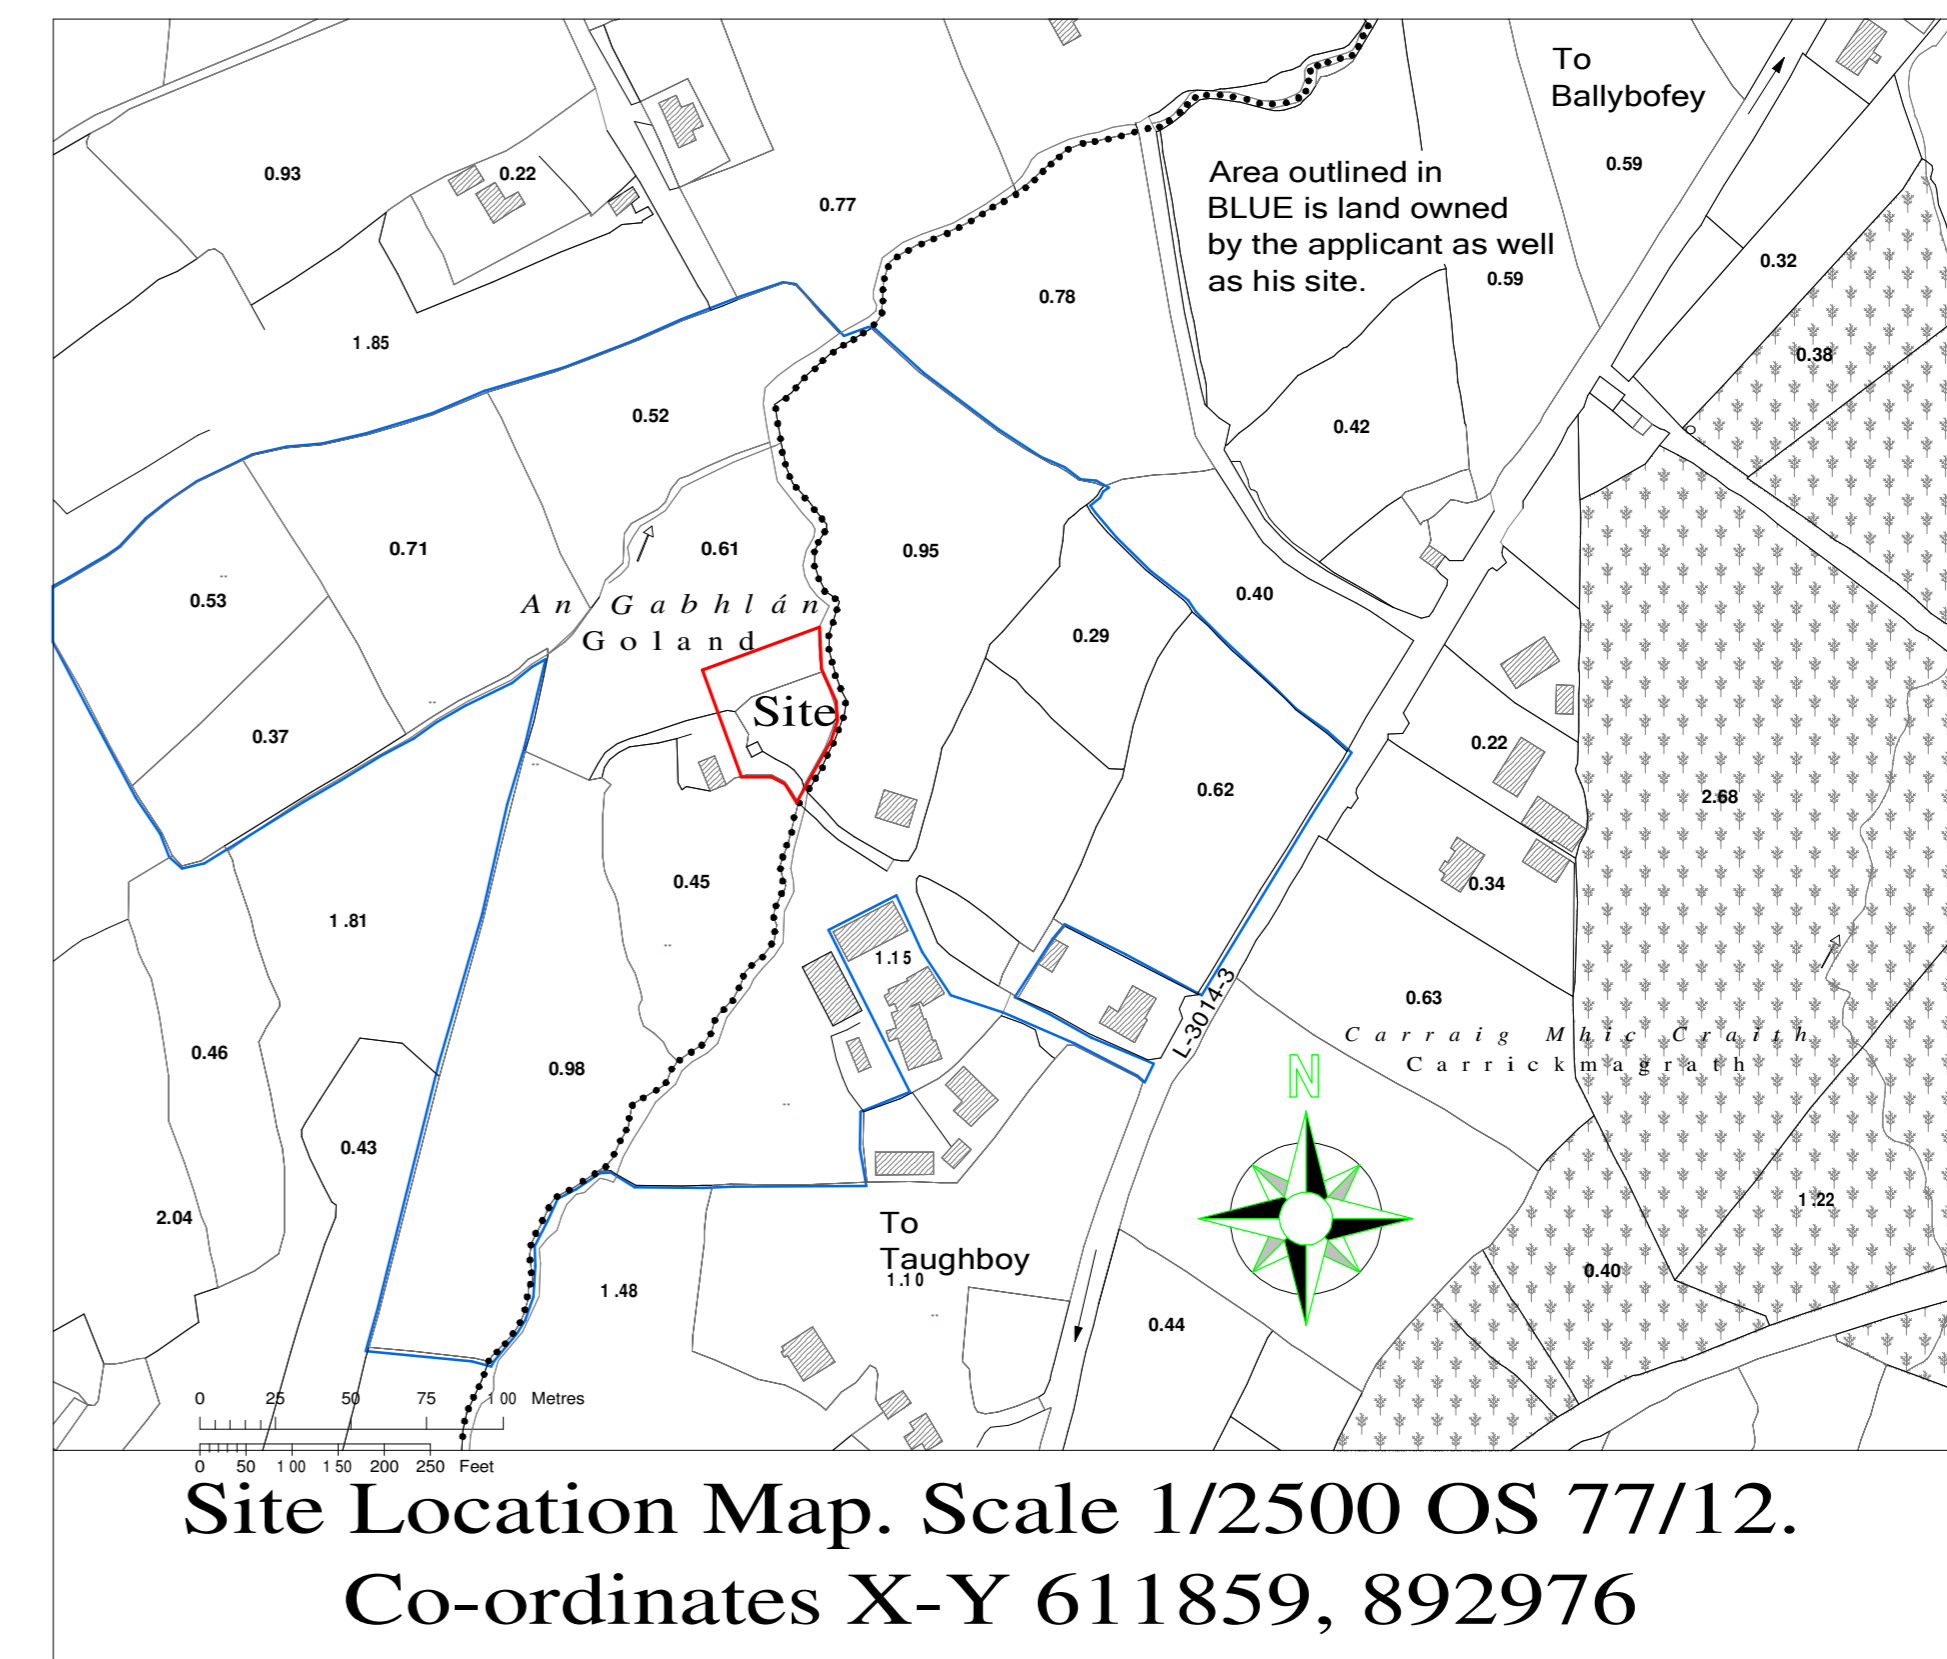 To
Ballybofey
Area outlined in
BLUE is land owned
by the applicant as well
as his site.
0.93
0.22
0.77
0.59
0.32
0.78
0.59
1.85
0.38
0.52
0.42
0.71
0.61
0.95
0.53
An Gabhlán
Goland
0.40
0.29
0.37
Site
0.22
0.62
2.68
0.45
0.34
1.81
1.15
0.63
L-3014-3
Carraig Mhic Craith
Carrickmagrath
0.46
0.98
N
0.43
2.04
1.22
To
Taughboy
1.10
0.40
1.48
0.44
0 25 50 75 100 Metres
0 50 100 150 200 250 Feet
Site Location Map. Scale 1/2500 OS 77/12.
Co-ordinates X-Y 611859, 892976